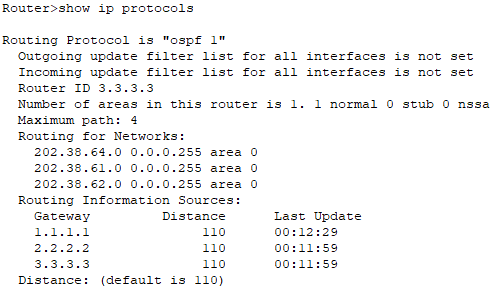 Router>show ip protocols
Routing Protocol is "ospf 1"
Outgoing update filter list for all interfaces is not set
Incoming update filter list for all interfaces is not set
Router ID 3.3.3.3
Number of areas in this router is 1. 1 normal 0 stub 0 nssa
Maximum path: 4
Routing for Networks:
202.38.64.0 0.0.0.255 area 0
202.38.61.0 0.0.0.255 area 0
202.38.62.0 0.0.0.255 area 0
Routing Information Sources:
Gateway Distance Last Update
1.1.1.1 110 00:12:29
2.2.2.2 110 00:11:59
3.3.3.3 110 00:11:59
Distance: (default is 110)